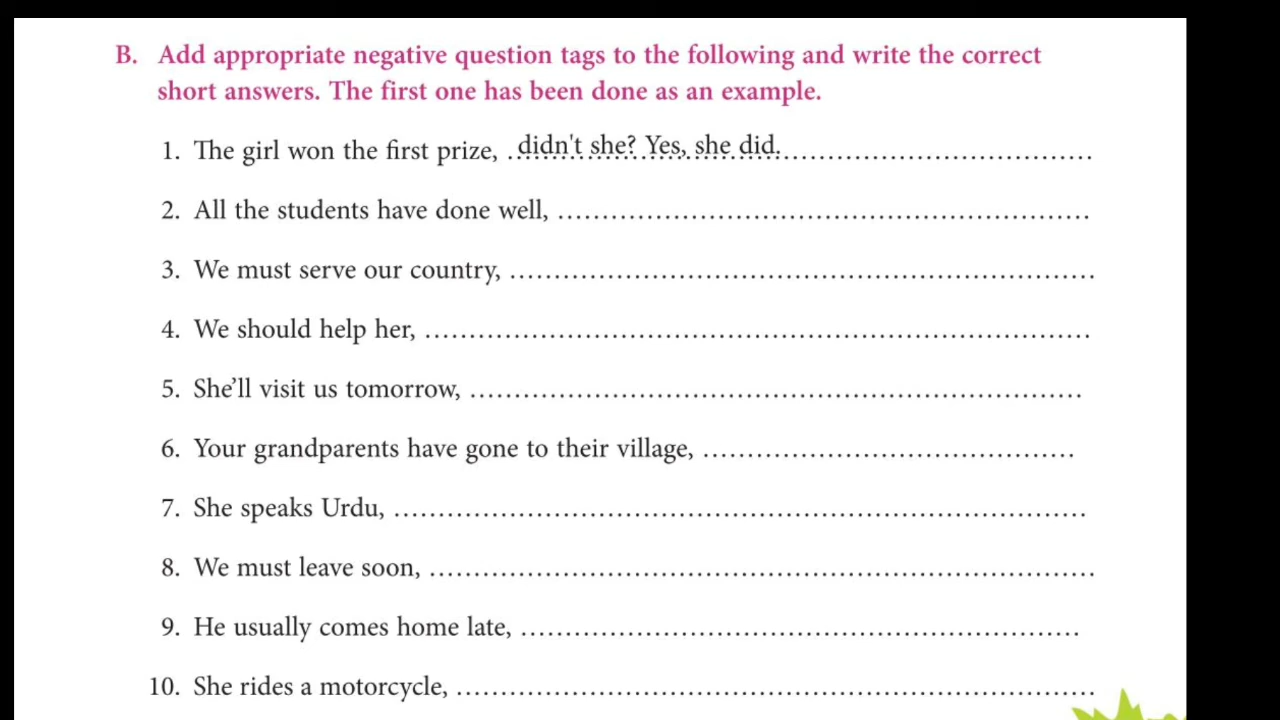 B. Add appropriate negative question tags to the following and write the correct
short answers. The first one has been done as an example.
1. The girl won the first prize, didn't she? Yes, she did.
2. All the students have done well, ........................................................
3. We must serve our country, ........................................................
4. We should help her, ........................................................
5. She’ll visit us tomorrow, ........................................................
6. Your grandparents have gone to their village, ........................................
7. She speaks Urdu, ........................................................
8. We must leave soon, ........................................................
9. He usually comes home late, ........................................................
10. She rides a motorcycle, ........................................................